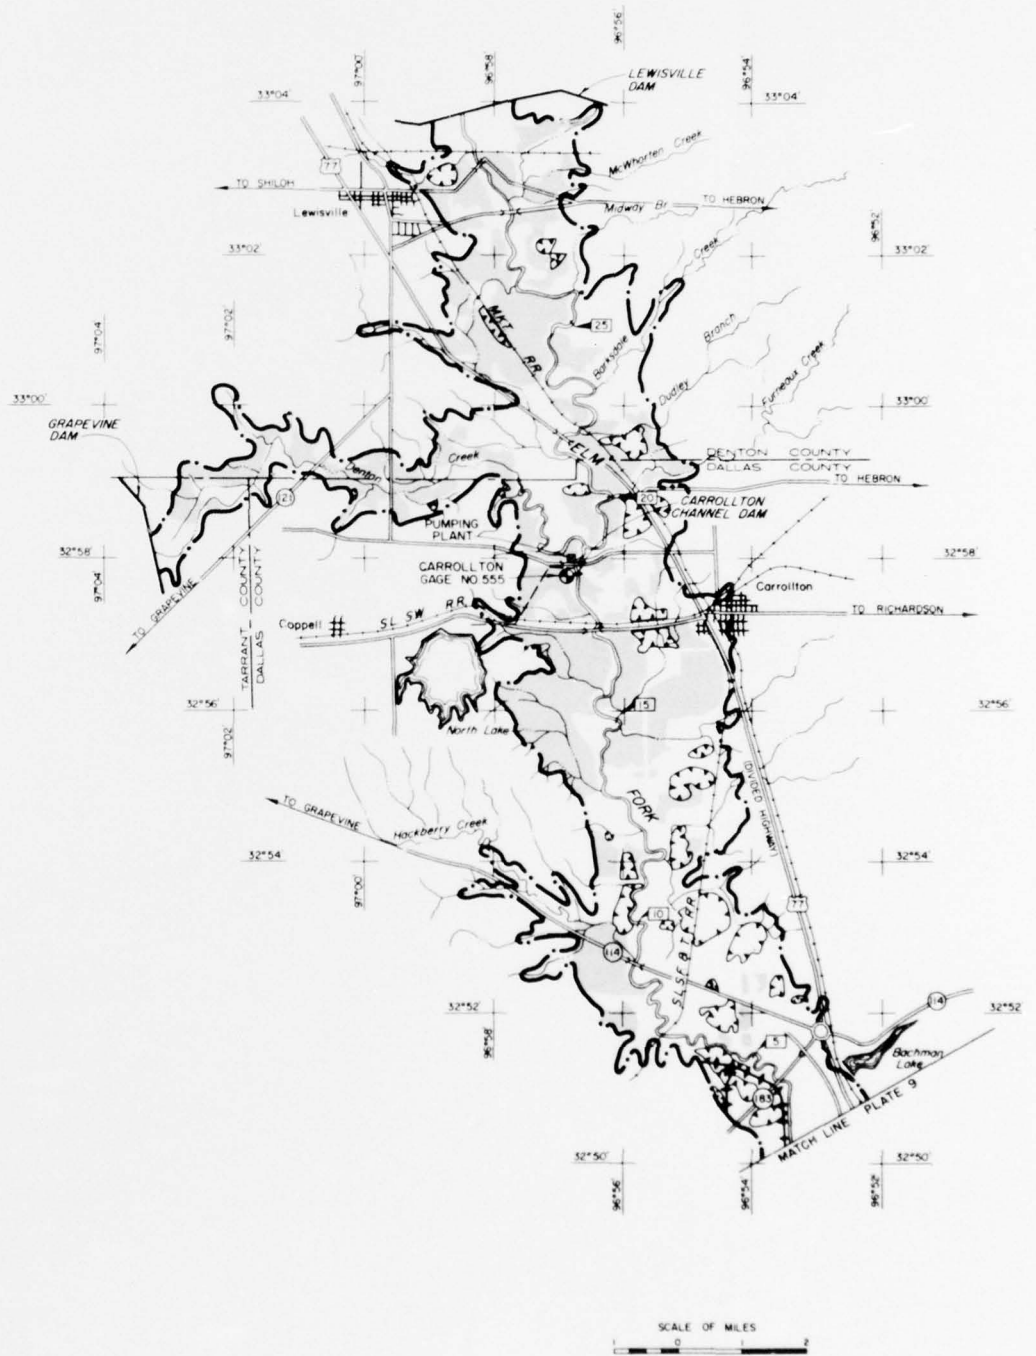 96°56'
97°00'
96°58'
96°54'
LEWISVILLE
DAM
33°04'
33°04'
McWhorten Creek
77
TO SHILOH
TO HEBRON
Lewisville
Midway Br.
96°52'
33°02'
33°02'
Creek
97°04'
97°02'
MKT
RR.
25
Barksdale
Branch
Dudley
Furneaux Creek
33°00'
33°00'
GRAPEVINE
DAM
ELM
DENTON COUNTY
DALLAS COUNTY
Denton
Creek
TO HEBRON
121
20
CARROLLTON
CHANNEL DAM
PUMPING
PLANT
32°58'
32°58'
97°04'
CARROLLTON
GAGE NO. 555
Carrollton
TO GRAPEVINE
TARRANT COUNTY
DALLAS COUNTY
Coppell
SL SW R.R.
TO RICHARDSON
32°56'
15
32°56'
97°02'
North Lake
DIVIDED HIGHWAY
TO GRAPEVINE
FORK
Hackberry Creek
32°54'
32°54'
97°00'
77
10
SLSF & T RR
114
32°52'
32°52'
114
96°58'
5
Bachman
Lake
183
MATCH LINE PLATE 9
32°50'
32°50'
96°56'
96°54'
96°52'
SCALE OF MILES
1 0 1 2